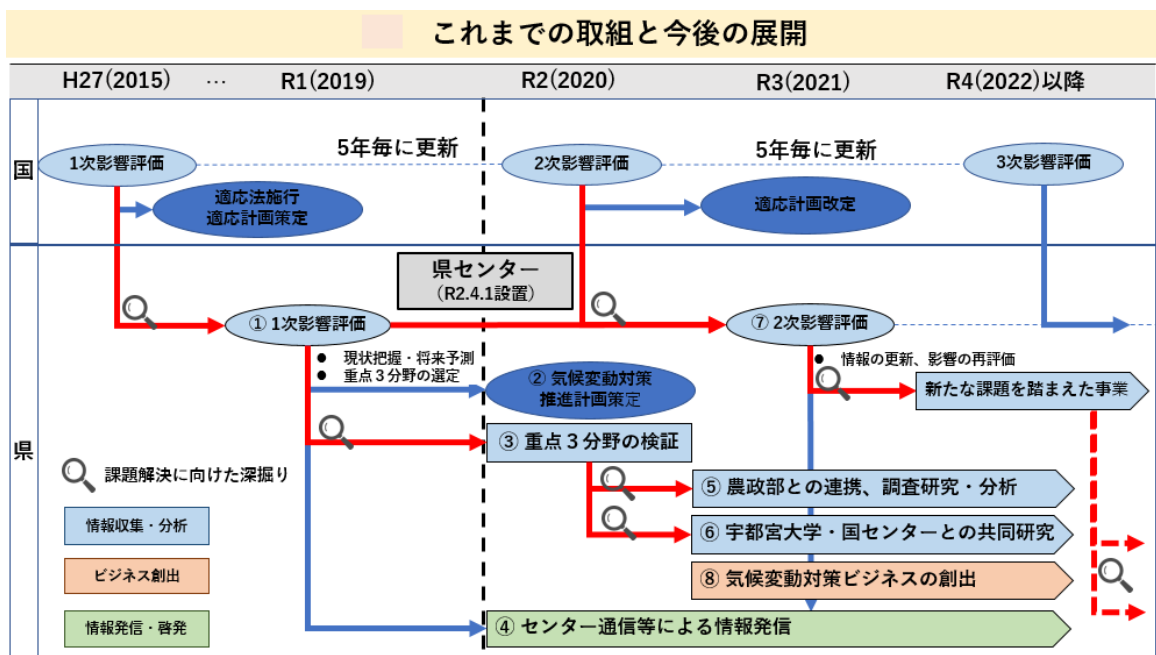 これまでの取組と今後の展開
H27(2015) … R1(2019) R2(2020) R3(2021) R4(2022)以降
国
1次影響評価
5年毎に更新
2次影響評価
5年毎に更新
3次影響評価
適応法施行
適応計画策定
適応計画改定
県センター
(R2.4.1設置)
県
① 1次影響評価
⑦ 2次影響評価
● 現状把握・将来予測
● 重点3分野の選定
● 情報の更新、影響の再評価
② 気候変動対策
推進計画策定
新たな課題を踏まえた事業
③ 重点３分野の検証
課題解決に向けた深掘り
⑤ 農政部との連携、調査研究・分析
情報収集・分析
⑥ 宇都宮大学・国センターとの共同研究
ビジネス創出
⑧ 気候変動対策ビジネスの創出
情報発信・啓発
④ センター通信等による情報発信